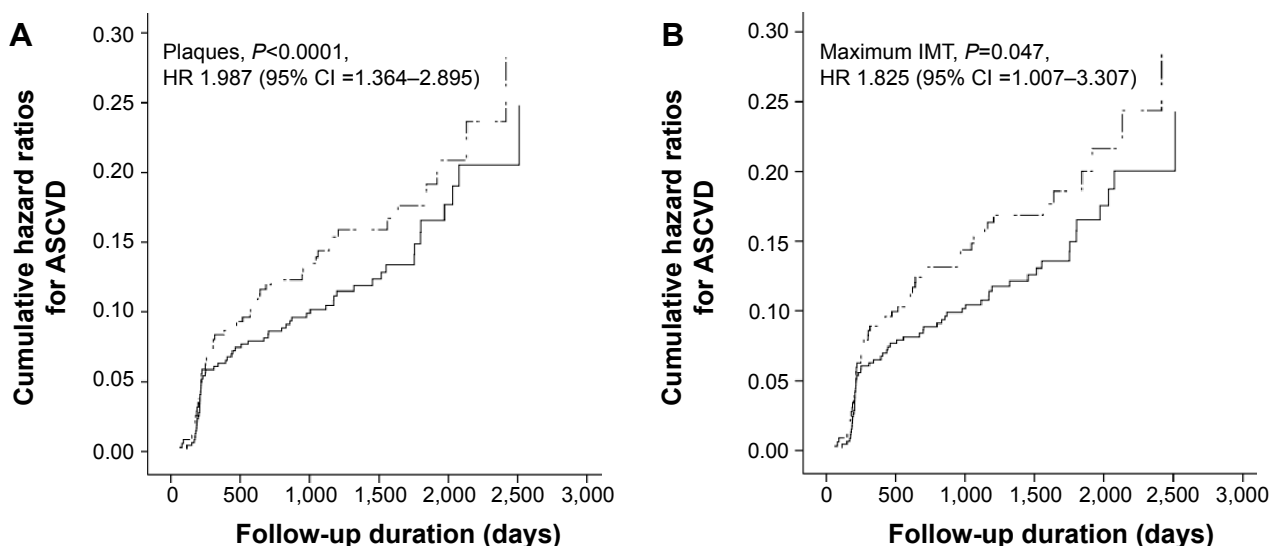 A
Plaques, P<0.0001,
HR 1.987 (95% CI =1.364–2.895)
Cumulative hazard ratios
for ASCVD
0.30
0.25
0.20
0.15
0.10
0.05
0.00
0 500 1,000 1,500 2,000 2,500 3,000
Follow-up duration (days)
B
Maximum IMT, P=0.047,
HR 1.825 (95% CI =1.007–3.307)
Cumulative hazard ratios
for ASCVD
0.30
0.25
0.20
0.15
0.10
0.05
0.00
0 500 1,000 1,500 2,000 2,500 3,000
Follow-up duration (days)